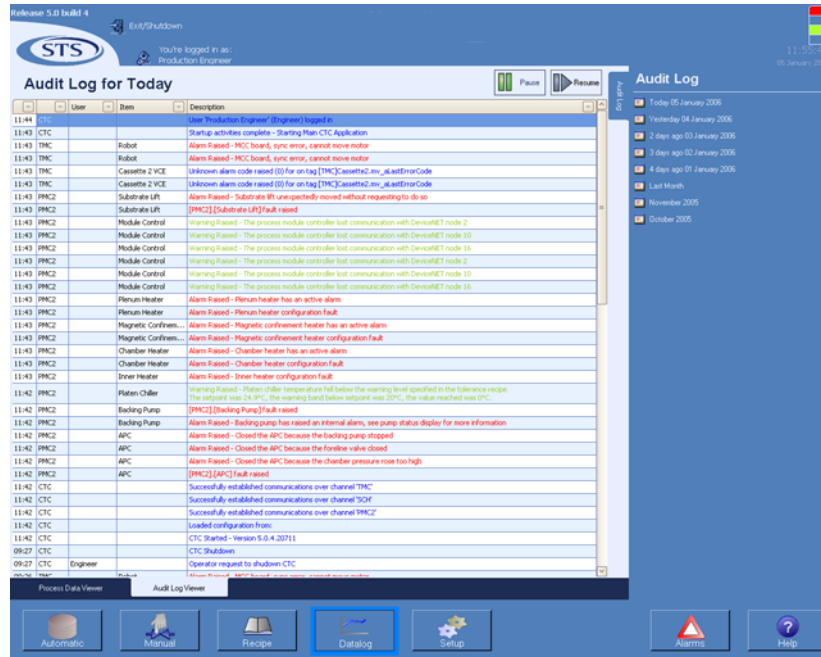 Release 5.0 build 4
Exit/Shutdown
STS
You're logged in as:
Production Engineer
11:55:4
05 January 20
Audit Log for Today
Pause
Resume
Audit Log
User Item Description
11:44 CTC User 'Production Engineer' (Engineer) logged in
11:43 CTC Startup activities complete - Starting Main CTC Application
11:43 TMC Robot Alarm Raised - MCC board, sync error, cannot move motor
11:43 TMC Robot Alarm Raised - MCC board, sync error, cannot move motor
11:43 TMC Cassette 2 VCE Unknown alarm code raised (0) for on tag [TMC]Cassette2.mv_aLastErrorCode
11:43 TMC Cassette 2 VCE Unknown alarm code raised (0) for on tag [TMC]Cassette2.mv_aLastErrorCode
11:43 PMC2 Substrate Lift Alarm Raised - Substrate lift unexpectedly moved without requesting to do so
11:43 PMC2 Substrate Lift [PMC2].[Substrate Lift] fault raised
11:43 PMC2 Module Control Warning Raised - The process module controller lost communication with DeviceNET node 2
11:43 PMC2 Module Control Warning Raised - The process module controller lost communication with DeviceNET node 10
11:43 PMC2 Module Control Warning Raised - The process module controller lost communication with DeviceNET node 16
11:43 PMC2 Module Control Warning Raised - The process module controller lost communication with DeviceNET node 2
11:43 PMC2 Module Control Warning Raised - The process module controller lost communication with DeviceNET node 10
11:43 PMC2 Module Control Warning Raised - The process module controller lost communication with DeviceNET node 16
11:43 PMC2 Plenum Heater Alarm Raised - Plenum heater has an active alarm
11:43 PMC2 Plenum Heater Alarm Raised - Plenum heater configuration fault
11:43 PMC2 Magnetic Confinem... Alarm Raised - Magnetic confinement heater has an active alarm
11:43 PMC2 Magnetic Confinem... Alarm Raised - Magnetic confinement heater configuration fault
11:43 PMC2 Chamber Heater Alarm Raised - Chamber heater has an active alarm
11:43 PMC2 Chamber Heater Alarm Raised - Chamber heater configuration fault
11:43 PMC2 Inner Heater Alarm Raised - Inner heater configuration fault
11:42 PMC2 Platen Chiller Warning Raised - Platen chiller temperature fell below the warning level specified in the tolerance recipe.
The setpoint was 24.9°C, the warning band below setpoint was 20°C, the value reached was 0°C.
11:42 PMC2 Backing Pump [PMC2].[Backing Pump] fault raised
11:42 PMC2 Backing Pump Alarm Raised - Backing pump has raised an internal alarm, see pump status display for more information
11:42 PMC2 APC Alarm Raised - Closed the APC because the backing pump stopped
11:42 PMC2 APC Alarm Raised - Closed the APC because the foreline valve closed
11:42 PMC2 APC Alarm Raised - Closed the APC because the chamber pressure rose too high
11:42 PMC2 APC [PMC2].[APC] fault raised
11:42 CTC Successfully established communications over channel 'TMC'
11:42 CTC Successfully established communications over channel 'SCH'
11:42 CTC Successfully established communications over channel 'PMC2'
11:42 CTC Loaded configuration from:
11:42 CTC CTC Started - Version 5.0.4.20711
09:27 CTC CTC Shutdown
09:27 CTC Engineer Operator request to shudown CTC
09:26 TMC Robot Alarm Raised - MCC board, sync error, cannot move motor
Audit Log
Today 05 January 2006
Yesterday 04 January 2006
2 days ago 03 January 2006
3 days ago 02 January 2006
4 days ago 01 January 2006
Last Month
November 2005
October 2005
Process Data Viewer
Audit Log Viewer
Automatic
Manual
Recipe
Datalog
Setup
Alarms
Help